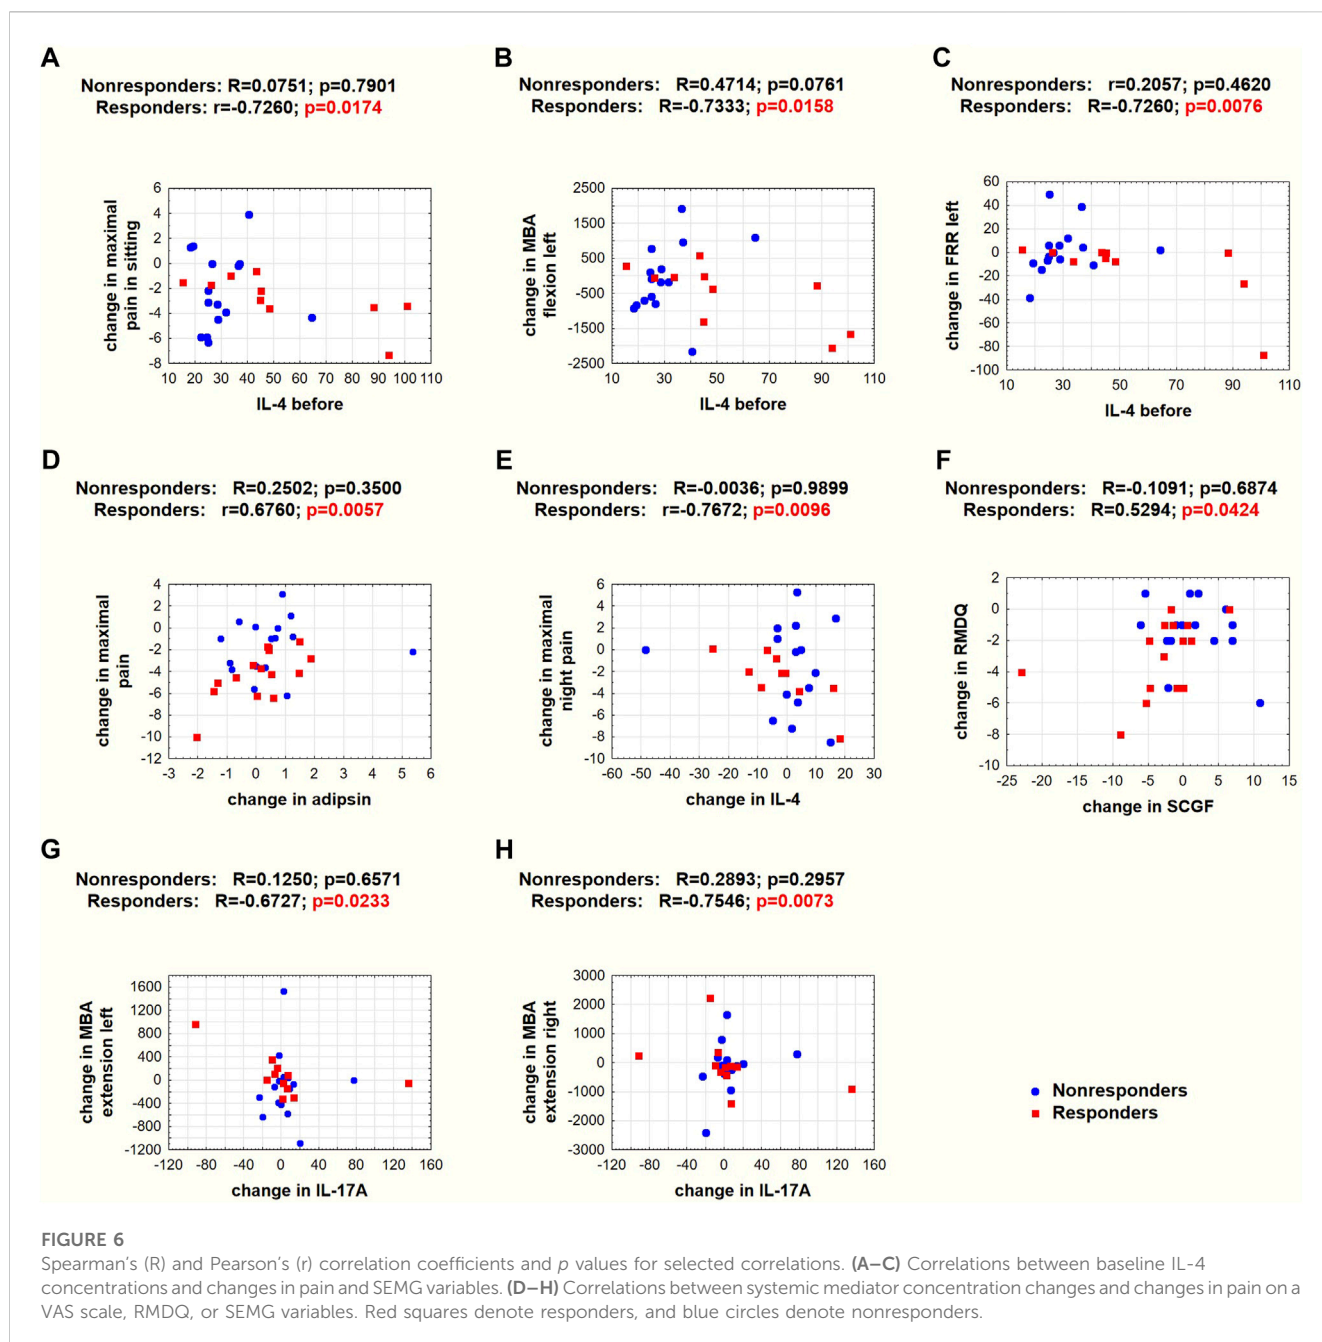 A
Nonresponders: R=0.0751; p=0.7901
Responders: r=-0.7260; p=0.0174
change in maximal
pain in sitting
6
4
2
0
-2
-4
-6
-8
10 20 30 40 50 60 70 80 90 100 110
IL-4 before
B
Nonresponders: R=0.4714; p=0.0761
Responders: R=-0.7333; p=0.0158
change in MBA
flexion left
2500
1500
500
-500
-1500
-2500
10 30 50 70 90 110
IL-4 before
C
Nonresponders: r=0.2057; p=0.4620
Responders: R=-0.7260; p=0.0076
change in FRR left
60
40
20
0
-20
-40
-60
-80
-100
10 30 50 70 90 110
IL-4 before
D
Nonresponders: R=0.2502; p=0.3500
Responders: r=0.6760; p=0.0057
change in maximal
pain
4
2
0
-2
-4
-6
-8
-10
-12
-3 -2 -1 0 1 2 3 4 5 6
change in adipsin
E
Nonresponders: R=-0.0036; p=0.9899
Responders: r=-0.7672; p=0.0096
change in maximal
night pain
6
4
2
0
-2
-4
-6
-8
-10
-60 -50 -40 -30 -20 -10 0 10 20 30
change in IL-4
F
Nonresponders: R=-0.1091; p=0.6874
Responders: R=0.5294; p=0.0424
change in RMDQ
2
0
-2
-4
-6
-8
-10
-25 -20 -15 -10 -5 0 5 10 15
change in SCGF
G
Nonresponders: R=0.1250; p=0.6571
Responders: R=-0.6727; p=0.0233
change in MBA
extension left
1600
1200
800
400
0
-400
-800
-1200
-120 -80 -40 0 40 80 120 160
change in IL-17A
H
Nonresponders: R=0.2893; p=0.2957
Responders: R=-0.7546; p=0.0073
change in MBA
extension right
3000
2000
1000
0
-1000
-2000
-3000
-120 -80 -40 0 40 80 120 160
change in IL-17A
Nonresponders
Responders
FIGURE 6
Spearman's (R) and Pearson's (r) correlation coefficients and p values for selected correlations. (A–C) Correlations between baseline IL-4
concentrations and changes in pain and SEMG variables. (D–H) Correlations between systemic mediator concentration changes and changes in pain on a
VAS scale, RMDQ, or SEMG variables. Red squares denote responders, and blue circles denote nonresponders.